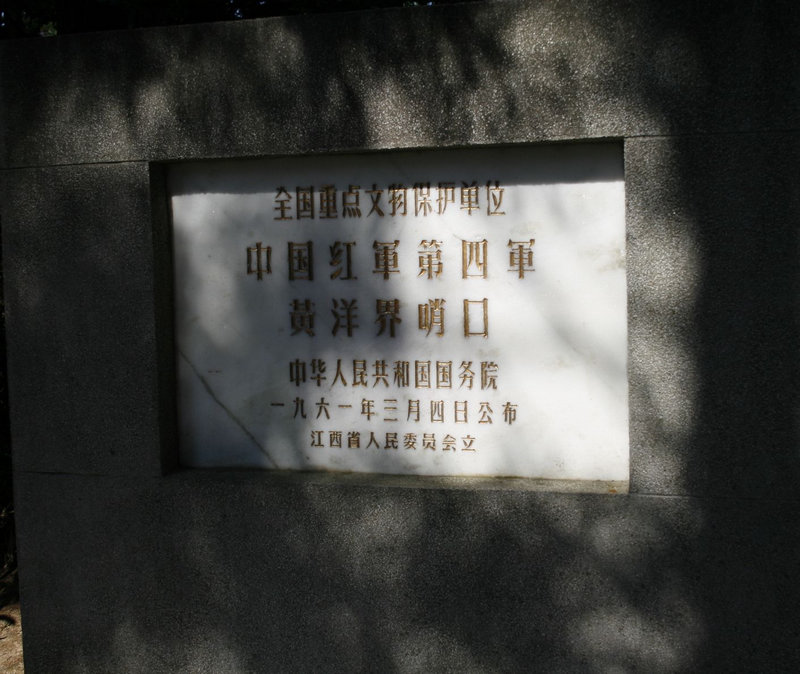 全国重点文物保护单位
中国红軍第四軍
黄洋界哨口
中华人民共和国国务院
一九六一年三月四日公布
江西省人民委员会立